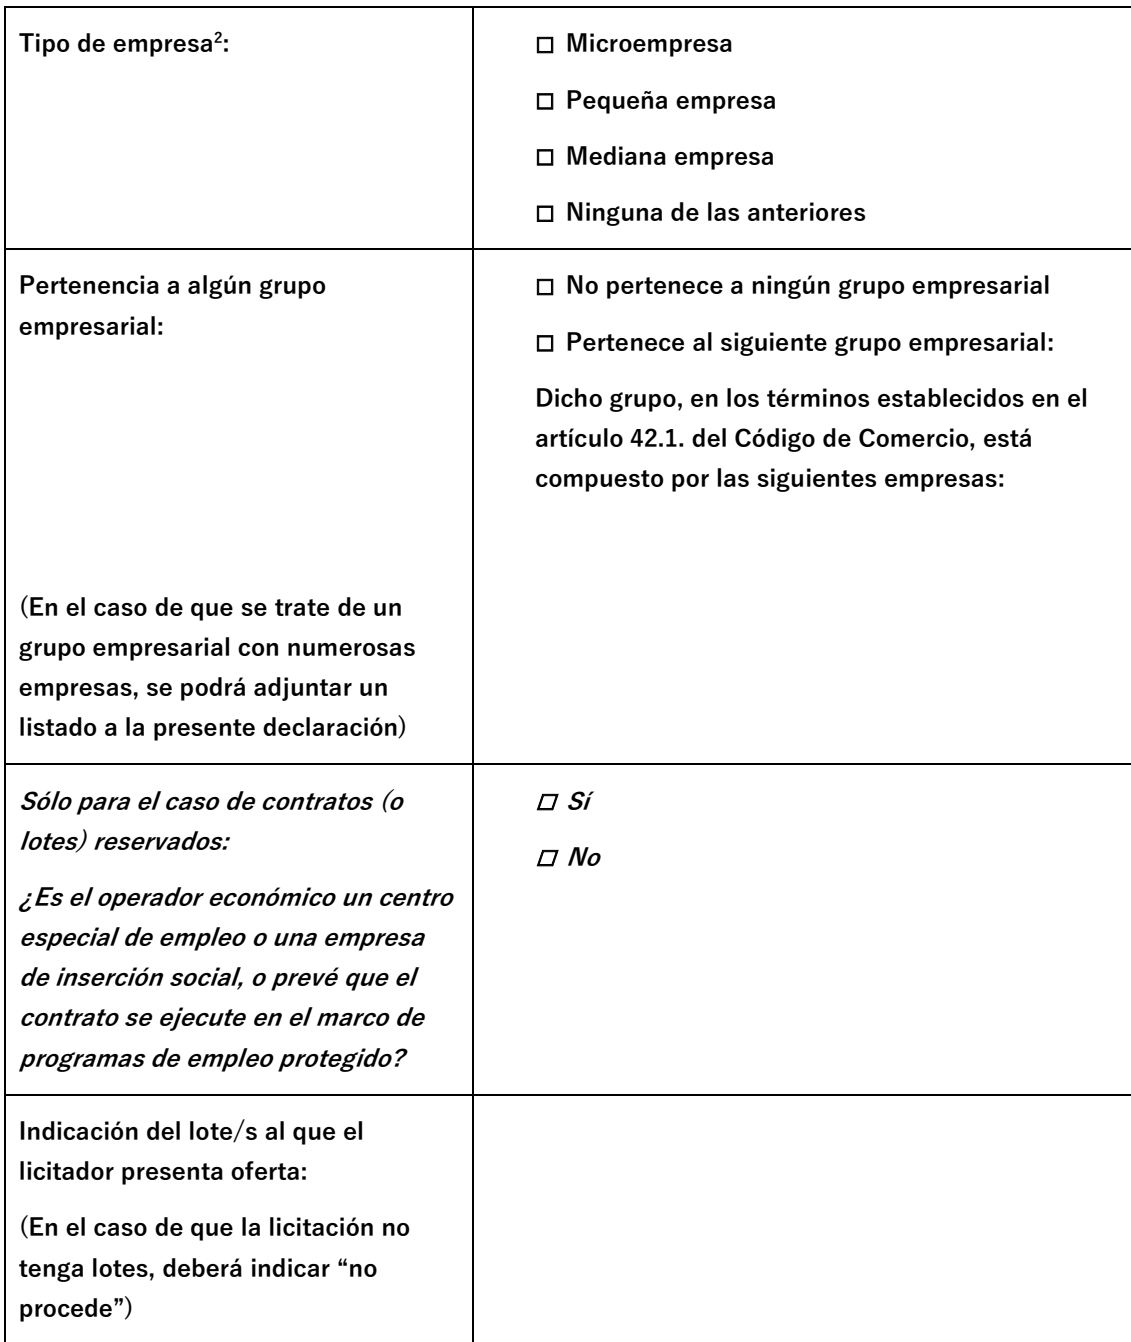 Tipo de empresa²:
☐ Microempresa
☐ Pequeña empresa
☐ Mediana empresa
☐ Ninguna de las anteriores
Pertenencia a algún grupo
empresarial:
(En el caso de que se trate de un
grupo empresarial con numerosas
empresas, se podrá adjuntar un
listado a la presente declaración)
☐ No pertenece a ningún grupo empresarial
☐ Pertenece al siguiente grupo empresarial:
Dicho grupo, en los términos establecidos en el
artículo 42.1. del Código de Comercio, está
compuesto por las siguientes empresas:
Sólo para el caso de contratos (o
lotes) reservados:
¿Es el operador económico un centro
especial de empleo o una empresa
de inserción social, o prevé que el
contrato se ejecute en el marco de
programas de empleo protegido?
☐ Sí
☐ No
Indicación del lote/s al que el
licitador presenta oferta:
(En el caso de que la licitación no
tenga lotes, deberá indicar “no
procede”)